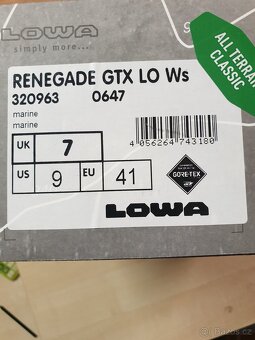 LOWA
simply more...
ALL TERRAIN
CLASSIC
RENEGADE GTX LO Ws
320963 0647
marine
marine
UK 7
US 9 EU 41
4 056264 743180
GORE-TEX
LOWA